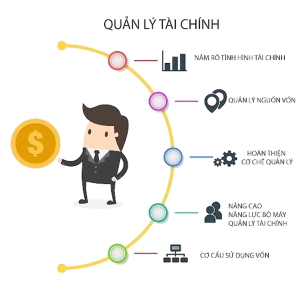 QUẢN LÝ TÀI CHÍNH
NẮM RÕ TÌNH HÌNH TÀI CHÍNH
QUẢN LÝ NGUỒN VỐN
HOÀN THIỆN
CƠ CHẾ QUẢN LÝ
NÂNG CAO
NĂNG LỰC BỘ MÁY
QUẢN LÝ TÀI CHÍNH
CƠ CẤU SỬ DỤNG VỐN